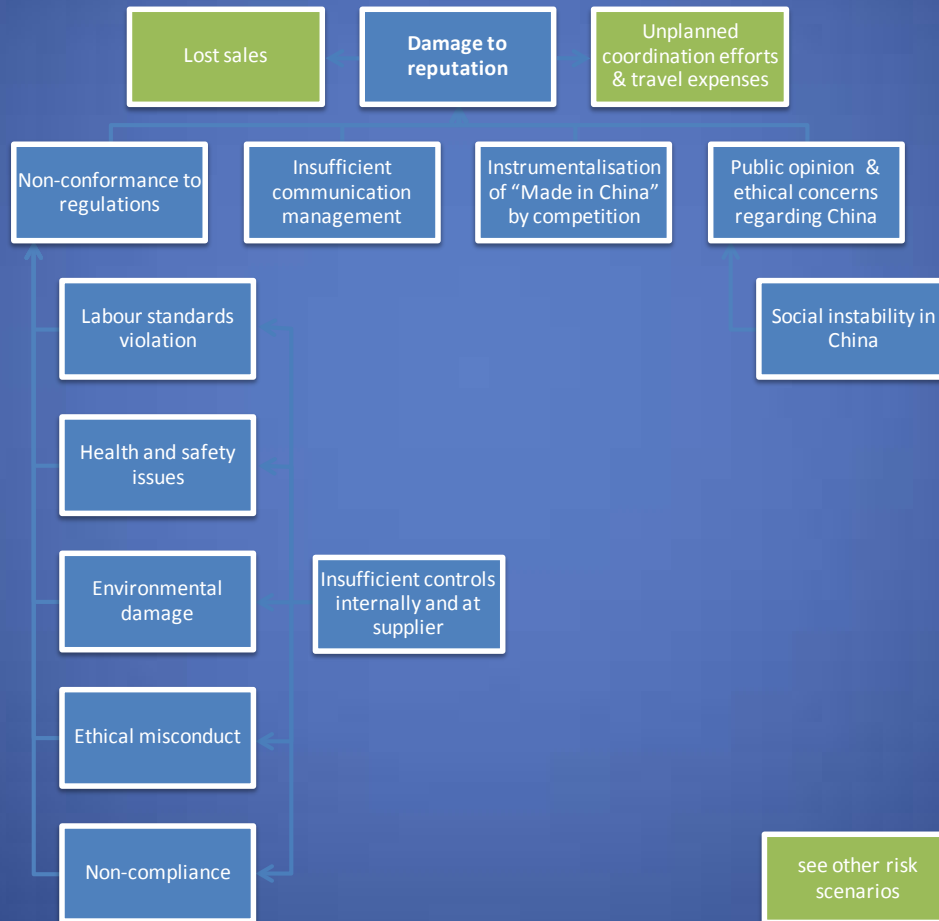 Lost sales
Damage to
reputation
Unplanned
coordination efforts
& travel expenses
Non-conformance to
regulations
Insufficient
communication
management
Instrumentalisation
of “Made in China”
by competition
Public opinion &
ethical concerns
regarding China
Labour standards
violation
Social instability in
China
Health and safety
issues
Environmental
damage
Insufficient controls
internally and at
supplier
Ethical misconduct
Non-compliance
see other risk
scenarios